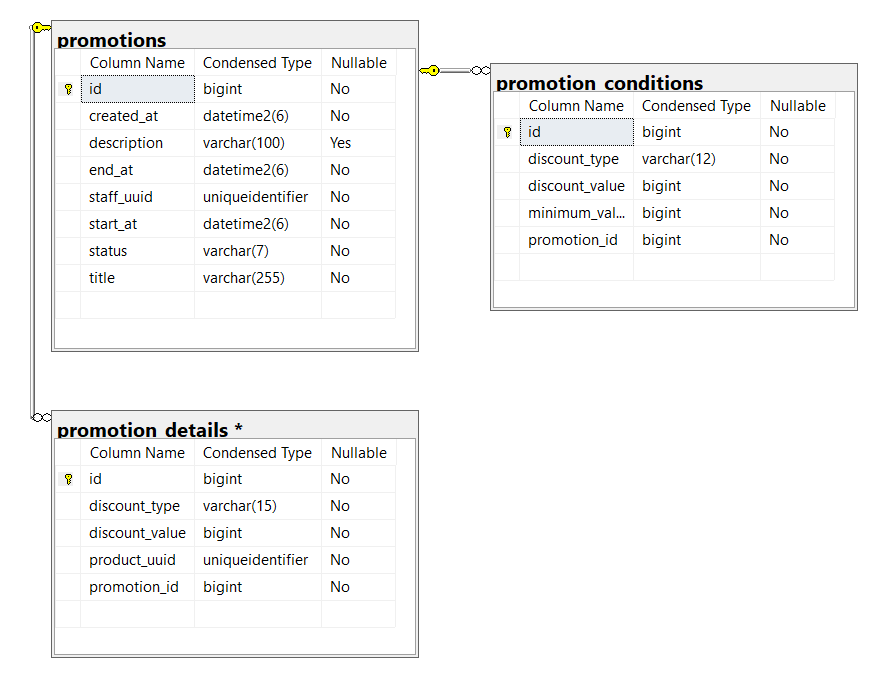 promotions
Column Name Condensed Type Nullable
id bigint No
created_at datetime2(6) No
description varchar(100) Yes
end_at datetime2(6) No
staff_uuid uniqueidentifier No
start_at datetime2(6) No
status varchar(7) No
title varchar(255) No
promotion_conditions
Column Name Condensed Type Nullable
id bigint No
discount_type varchar(12) No
discount_value bigint No
minimum_val... bigint No
promotion_id bigint No
promotion_details *
Column Name Condensed Type Nullable
id bigint No
discount_type varchar(15) No
discount_value bigint No
product_uuid uniqueidentifier No
promotion_id bigint No